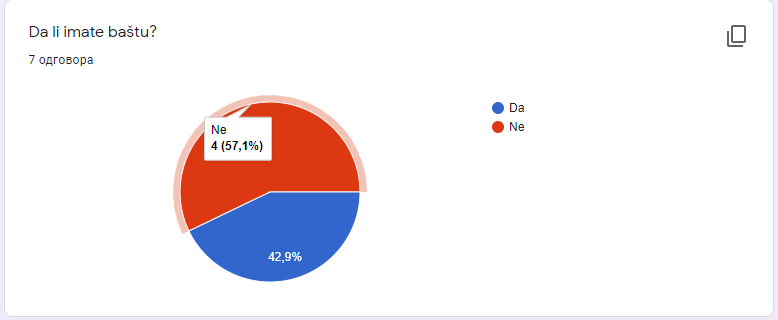 Da li imate baštu?
7 одговора
Da
Ne
Ne
4 (57,1%)
42,9%